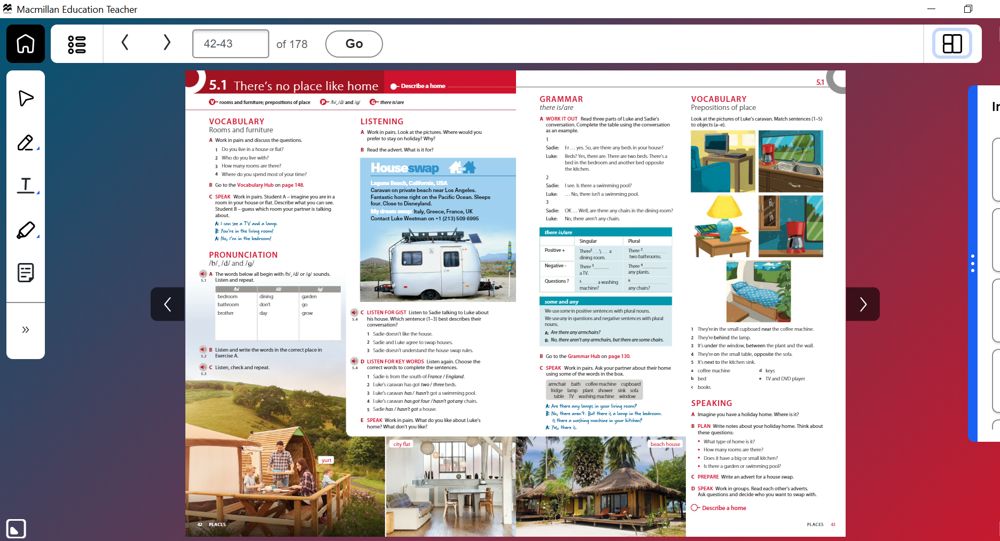 Macmillan Education Teacher
42-43
of 178
Go
5.1 There's no place like home
Describe a home
V rooms and furniture; prepositions of place
P /b/, /d/ and /g/
G there is/are
VOCABULARY
Rooms and furniture
A Work in pairs and discuss the questions.
1 Do you live in a house or flat?
2 Who do you live with?
3 How many rooms are there?
4 Where do you spend most of your time?
B Go to the Vocabulary Hub on page 148.
C SPEAK Work in pairs. Student A – imagine you are in a
room in your house or flat. Describe what you can see.
Student B – guess which room your partner is talking
about.
A: I can see a TV and a lamp.
B: You're in the living room!
A: No, I'm in the bedroom!
PRONUNCIATION
/b/, /d/ and /g/
5.1
A The words below all begin with /b/, /d/ or /g/ sounds.
Listen and repeat.
/b/ /d/ /g/
bedroom dining garden
bathroom don't go
brother day grow
5.2
B Listen and write the words in the correct place in
Exercise A.
5.3
C Listen, check and repeat.
LISTENING
A Work in pairs. Look at the pictures. Where would you
prefer to stay on holiday? Why?
B Read the advert. What is it for?
Houseswap
Laguna Beach, California, USA
Caravan on private beach near Los Angeles.
Fantastic home right on the Pacific Ocean. Sleeps
four. Close to Disneyland.
My dream swap: Italy, Greece, France, UK
Contact Luke Westman on +1 (213) 509 6995
5.4
C LISTEN FOR GIST Listen to Sadie talking to Luke about
his house. Which sentence (1–3) best describes their
conversation?
1 Sadie doesn't like the house.
2 Sadie and Luke agree to swap houses.
3 Sadie doesn't understand the house swap rules.
5.4
D LISTEN FOR KEY WORDS Listen again. Choose the
correct words to complete the sentences.
1 Sadie is from the south of France / England.
2 Luke's caravan has got two / three beds.
3 Luke's caravan has / hasn't got a swimming pool.
4 Luke's caravan has got four / hasn't got any chairs.
5 Sadie has / hasn't got a house.
E SPEAK Work in pairs. What do you like about Luke's
home? What don't you like?
yurt
city flat
42 PLACES
5.1
GRAMMAR
there is/are
A WORK IT OUT Read three parts of Luke and Sadie's
conversation. Complete the table using the conversation
as an example.
1
Sadie: Er … yes. So, are there any beds in your house?
Luke: Beds? Yes, there are. There are two beds. There's a
bed in the bedroom and another bed opposite
the kitchen.
2
Sadie: I see. Is there a swimming pool?
Luke: … No, there isn't a swimming pool.
3
Sadie: OK … Well, are there any chairs in the dining room?
Luke: No, there aren't any chairs.
there is/are
Singular Plural
Positive + There1 's a There 2
dining room. two bathrooms.
Negative - There 3 There 4
a TV. any plants.
Questions ? 5 a washing 6
machine? any chairs?
some and any
We use some in positive sentences with plural nouns.
We use any in questions and negative sentences with plural
nouns.
A: Are there any armchairs?
B: No, there aren't any armchairs, but there are some chairs.
B Go to the Grammar Hub on page 130.
C SPEAK Work in pairs. Ask your partner about their home
using some of the words in the box.
armchair bath coffee machine cupboard
fridge lamp plant shower sink sofa
table TV washing machine window
A: Are there any lamps in your living room?
B: No, there aren't. But there is a lamp in the bedroom.
Is there a washing machine in your kitchen?
A: Yes, there is.
beach house
VOCABULARY
Prepositions of place
Look at the pictures of Luke's caravan. Match sentences (1–5)
to objects (a–e).
1 They're in the small cupboard near the coffee machine.
2 They're behind the lamp.
3 It's under the window, between the plant and the wall.
4 They're on the small table, opposite the sofa.
5 It's next to the kitchen sink.
a coffee machine
b bed
c books
d keys
e TV and DVD player
SPEAKING
A Imagine you have a holiday home. Where is it?
B PLAN Write notes about your holiday home. Think about
these questions:
• What type of home is it?
• How many rooms are there?
• Does it have a big or small kitchen?
• Is there a garden or swimming pool?
C PREPARE Write an advert for a house swap.
D SPEAK Work in groups. Read each other's adverts.
Ask questions and decide who you want to swap with.
Describe a home
PLACES 43